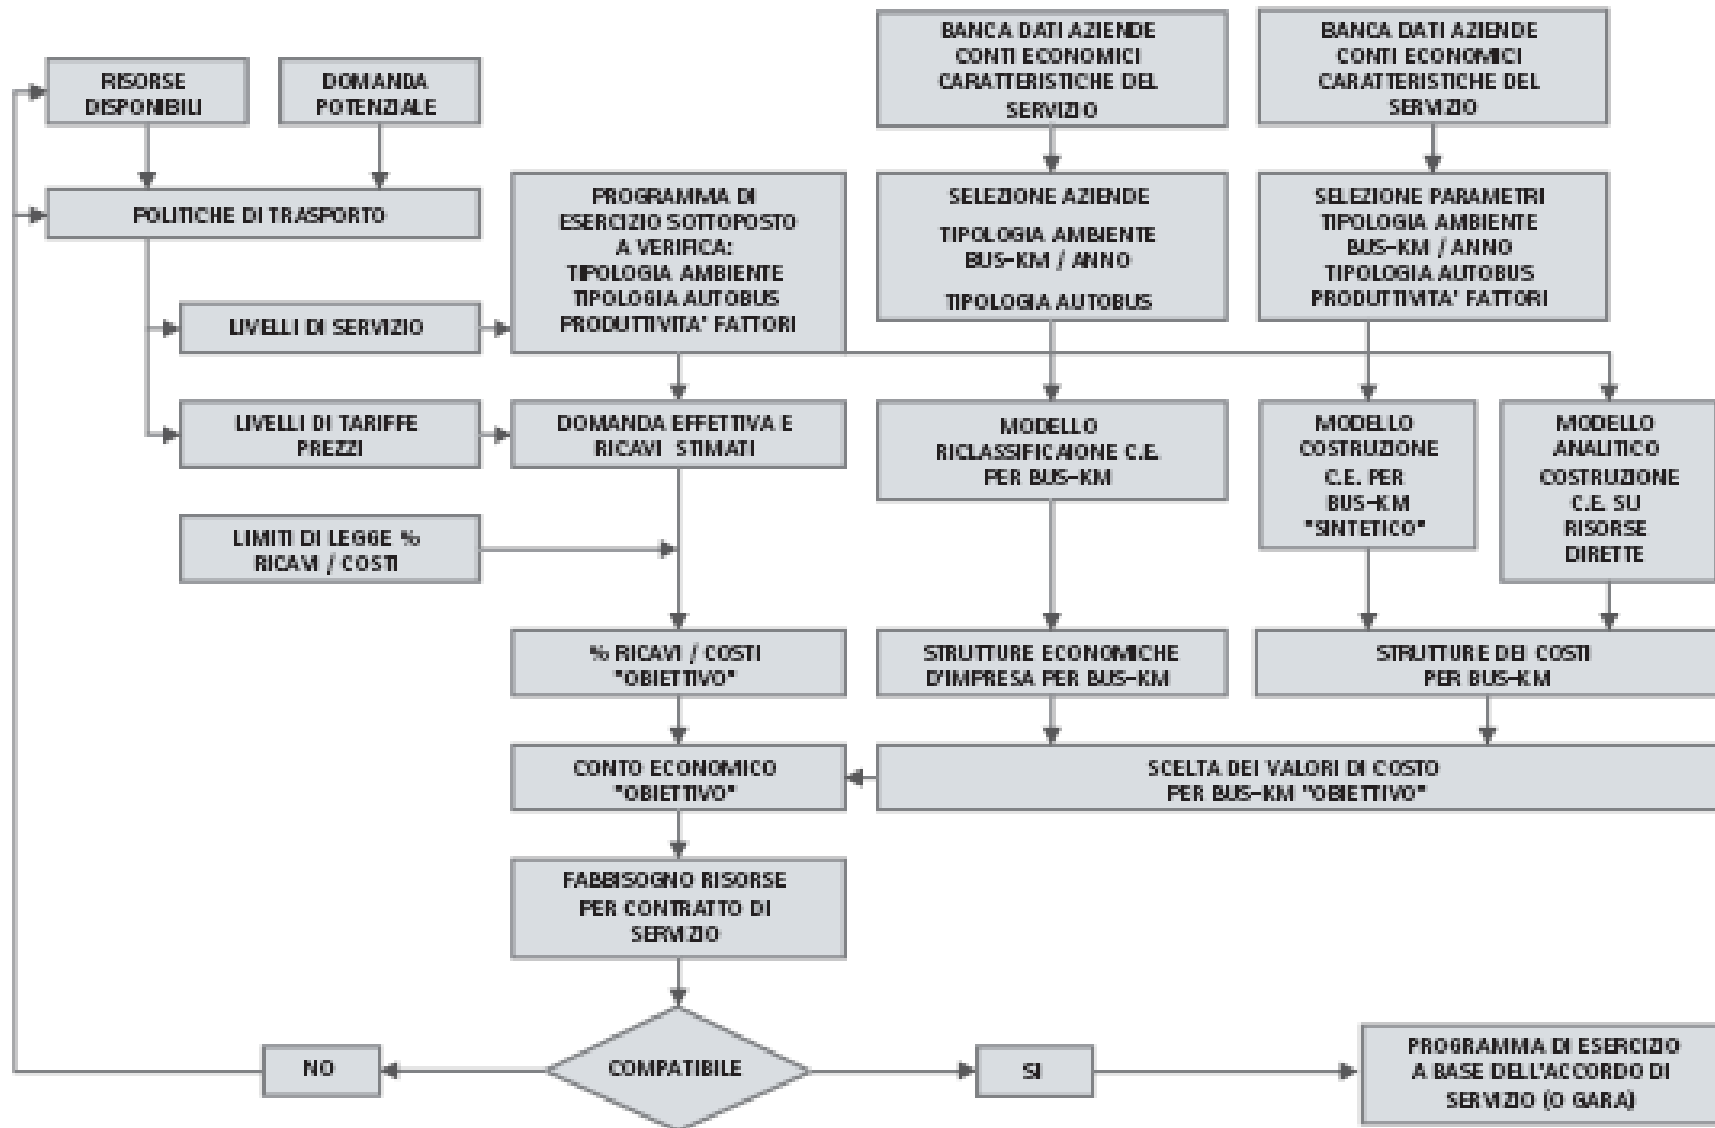 RISORSE
DISPONIBILI
DOMANDA
POTENZIALE
BANCA DATI AZIENDE
CONTI ECONOMICI
CARATTERISTICHE DEL
SERVIZIO
BANCA DATI AZIENDE
CONTI ECONOMICI
CARATTERISTICHE DEL
SERVIZIO
POLITICHE DI TRASPORTO
PROGRAMMA DI
ESERCIZIO SOTTOPOSTO
A VERIFICA:
TIPOLOGIA AMBIENTE
TIPOLOGIA AUTOBUS
PRODUTTIVITA' FATTORI
SELEZIONE AZIENDE
TIPOLOGIA AMBIENTE
BUS-KM / ANNO
TIPOLOGIA AUTOBUS
SELEZIONE PARAMETRI
TIPOLOGIA AMBIENTE
BUS-KM / ANNO
TIPOLOGIA AUTOBUS
PRODUTTIVITA' FATTORI
LIVELLI DI SERVIZIO
LIVELLI DI TARIFFE
PREZZI
DOMANDA EFFETTIVA E
RICAVI STIMATI
MODELLO
RICLASSIFICAIONE C.E.
PER BUS-KM
MODELLO
COSTRUZIONE
C.E. PER
BUS-KM
"SINTETICO"
MODELLO
ANALITICO
COSTRUZIONE
C.E. SU
RISORSE
DIRETTE
LIMITI DI LEGGE %
RICAVI / COSTI
% RICAVI / COSTI
"OBIETTIVO"
STRUTTURE ECONOMICHE
D'IMPRESA PER BUS-KM
STRUTTURE DEI COSTI
PER BUS-KM
CONTO ECONOMICO
"OBIETTIVO"
SCELTA DEI VALORI DI COSTO
PER BUS-KM "OBIETTIVO"
FABBISOGNO RISORSE
PER CONTRATTO DI
SERVIZIO
NO
COMPATIBILE
SI
PROGRAMMA DI ESERCIZIO
A BASE DELL'ACCORDO DI
SERVIZIO (O GARA)